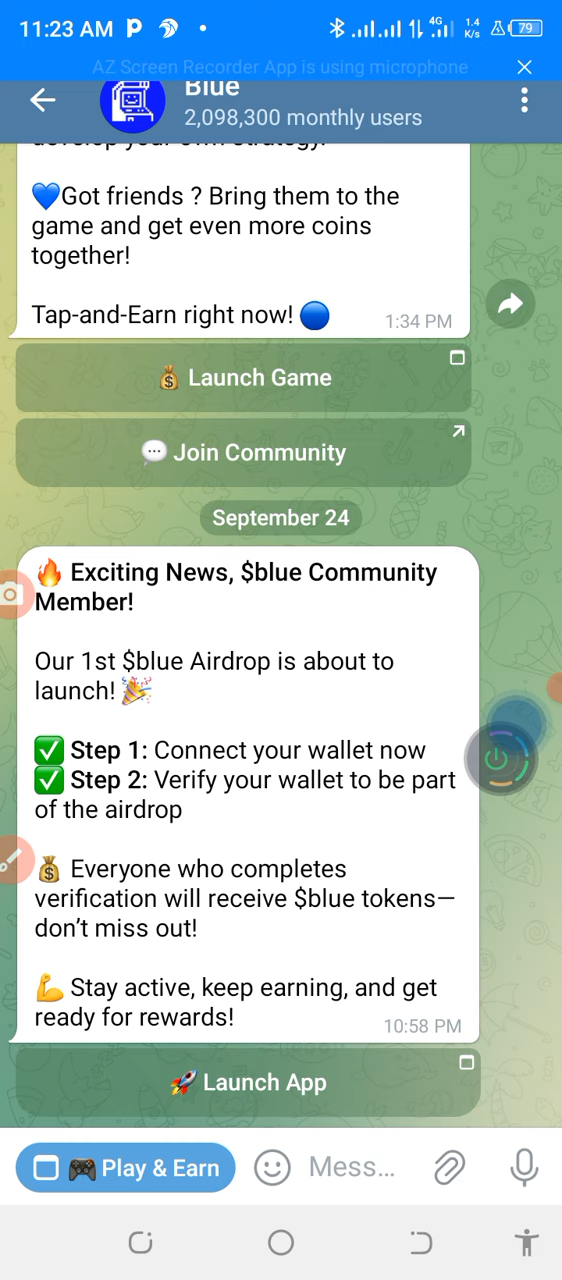 11:23 AM
4G
1.4
K/s
79
AZ Screen Recorder App is using microphone
Blue
2,098,300 monthly users
develop your own strategy.
💙Got friends ? Bring them to the
game and get even more coins
together!
Tap-and-Earn right now! 🔵
1:34 PM
💰 Launch Game
💬 Join Community
September 24
🔥 Exciting News, $blue Community
Member!
Our 1st $blue Airdrop is about to
launch! 🎉
✅ Step 1: Connect your wallet now
✅ Step 2: Verify your wallet to be part
of the airdrop
💰 Everyone who completes
verification will receive $blue tokens—
don’t miss out!
💪 Stay active, keep earning, and get
ready for rewards!
10:58 PM
🚀 Launch App
🎮 Play & Earn
Mess...